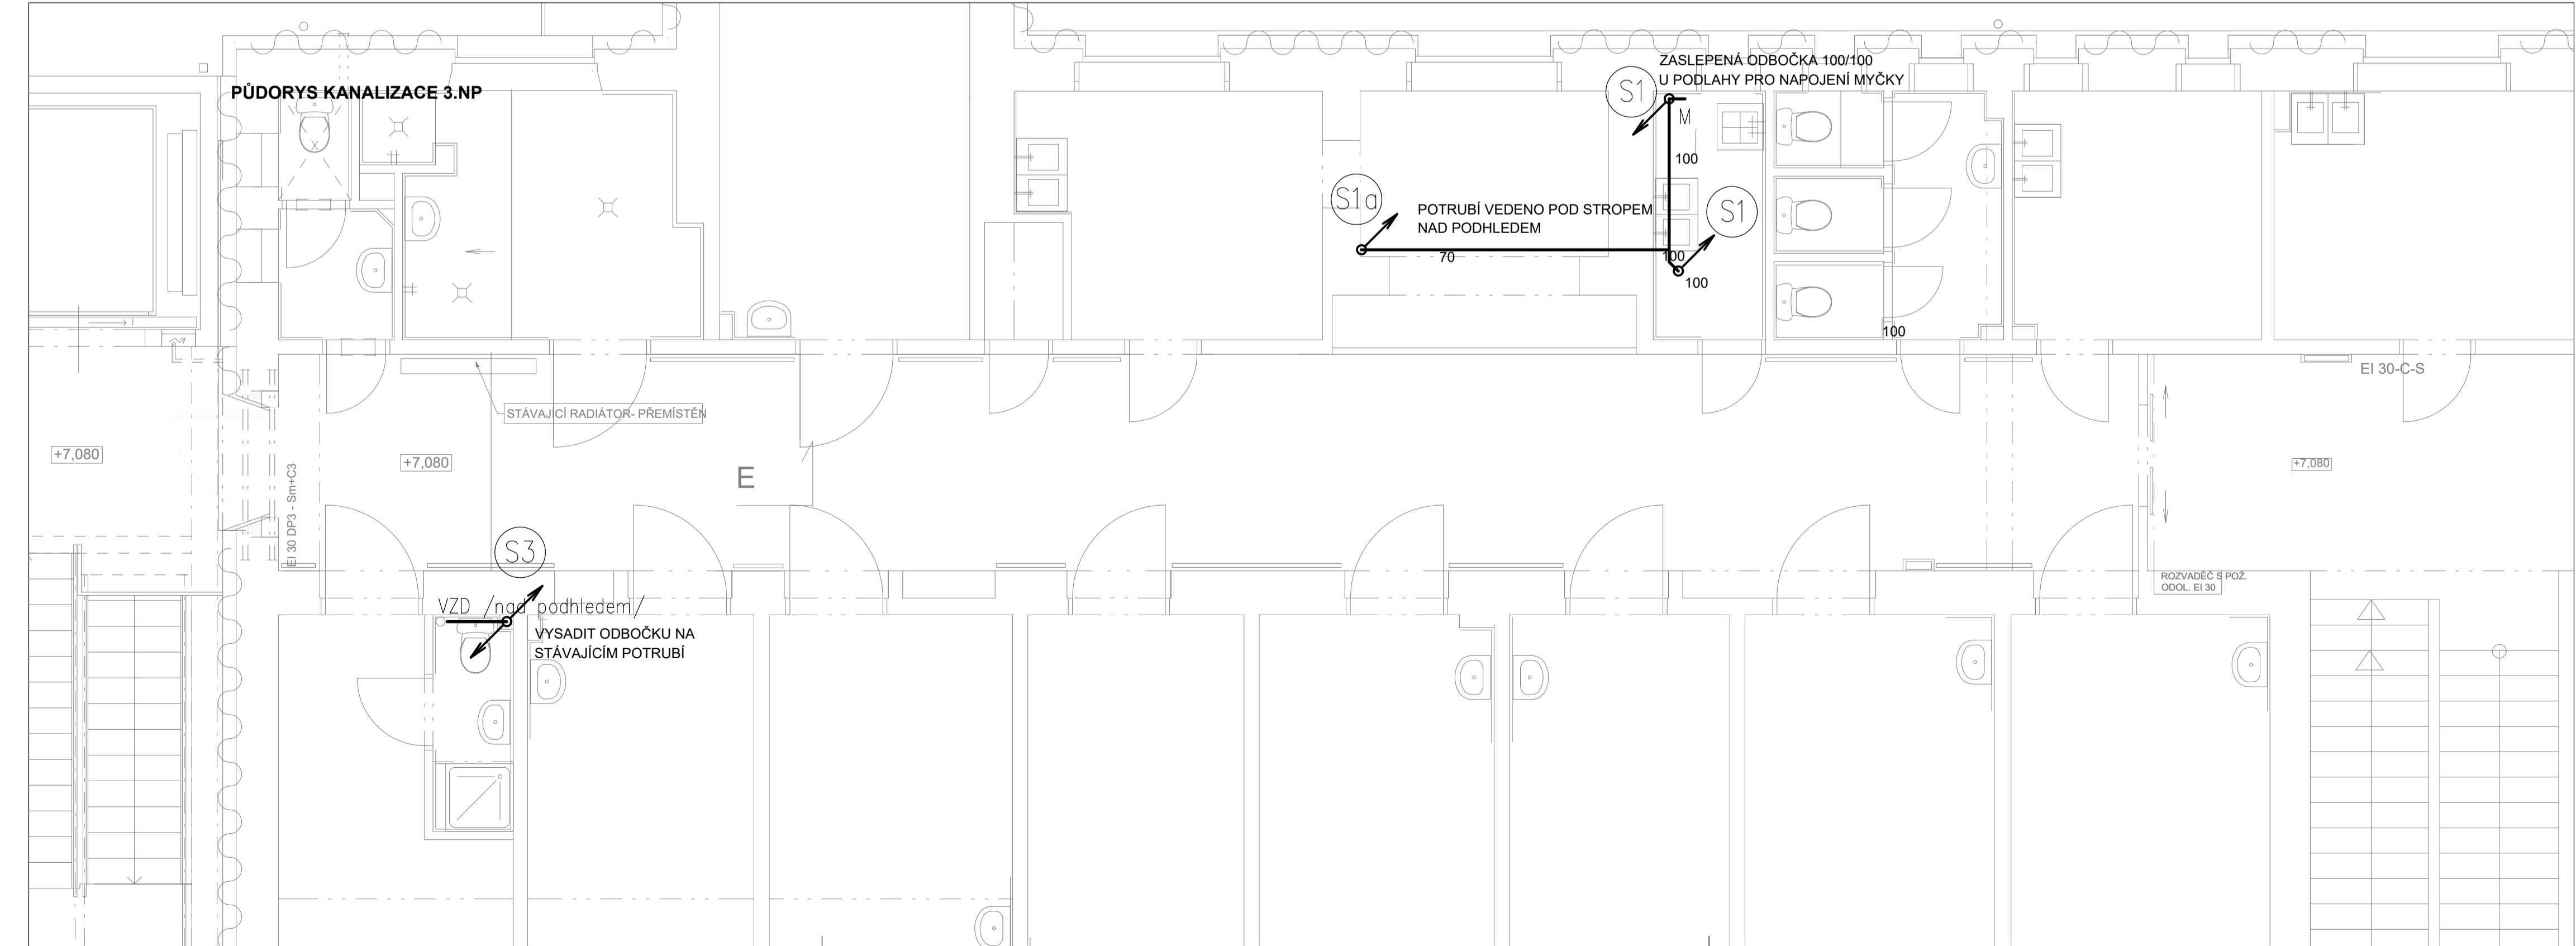 PŮDORYS KANALIZACE 3.NP
ZASLEPENÁ ODBOČKA 100/100
U PODLAHY PRO NAPOJENÍ MYČKY
S1
M
100
S1a
S1
POTRUBÍ VEDENO POD STROPEM
NAD PODHLEDEM
70
100
100
100
EI 30-C-S
STÁVAJÍCÍ RADIÁTOR- PŘEMÍSTĚN
+7,080
+7,080
E
+7,080
EI 30 DP3 - Sm+C3
S3
ROZVADĚČ S POŽ.
ODOL. EI 30
VZD /nad podhledem/
VYSADIT ODBOČKU NA
STÁVAJÍCÍM POTRUBÍ